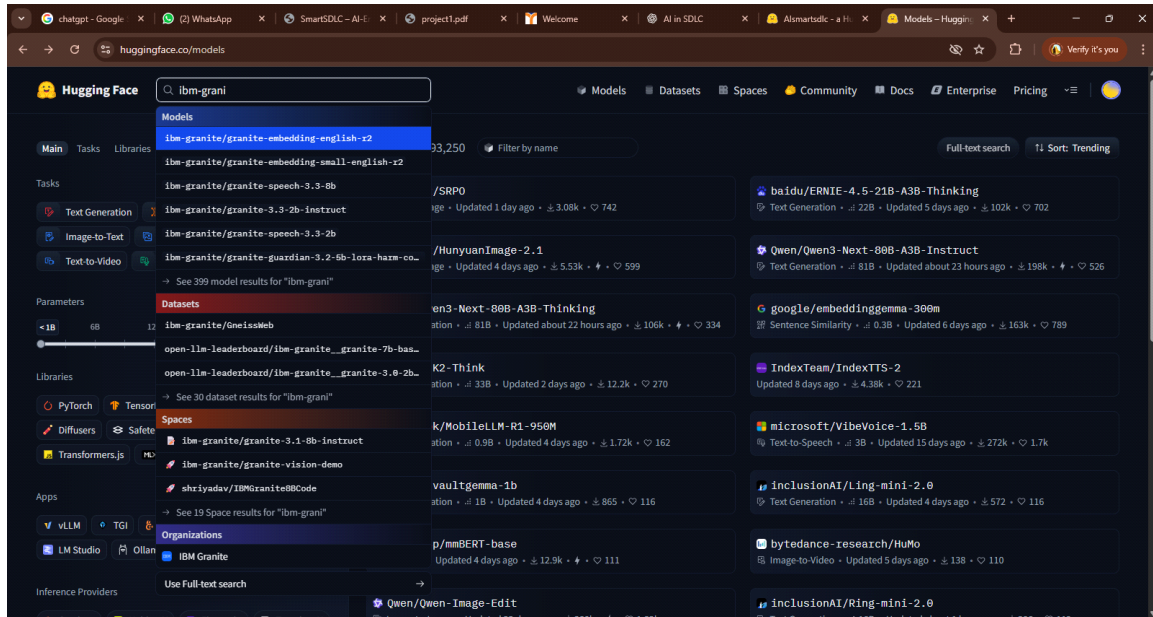 chatgpt - Google
(2) WhatsApp
SmartSDLC – AI-E
project1.pdf
Welcome
AI in SDLC
AIsmartsdlc - a H
Models – Hugging
huggingface.co/models
Verify it's you
Hugging Face
ibm-grani
Models
Datasets
Spaces
Community
Docs
Enterprise
Pricing
Main
Tasks
Libraries
Models
ibm-granite/granite-embedding-english-r2
ibm-granite/granite-embedding-small-english-r2
ibm-granite/granite-speech-3.3-8b
ibm-granite/granite-3.3-2b-instruct
ibm-granite/granite-speech-3.3-2b
ibm-granite/granite-guardian-3.2-5b-lora-harm-co…
→ See 399 model results for "ibm-grani"
Datasets
ibm-granite/GneissWeb
open-llm-leaderboard/ibm-granite__granite-7b-bas…
open-llm-leaderboard/ibm-granite__granite-3.0-2b…
→ See 30 dataset results for "ibm-grani"
Spaces
ibm-granite/granite-3.1-8b-instruct
ibm-granite/granite-vision-demo
shriyadav/IBMGranite88Code
→ See 19 Space results for "ibm-grani"
Organizations
IBM Granite
Use Full-text search →
Tasks
Text Generation
Image-to-Text
Text-to-Video
Parameters
<1B
6B
12
Libraries
PyTorch
Tensor
Diffusers
Safete
Transformers.js
Apps
vLLM
TGI
LM Studio
Ollan
Inference Providers
93,250
Filter by name
Full-text search
↑↓ Sort: Trending
/SRPO
age • Updated 1 day ago • 3.08k • 742
baidu/ERNIE-4.5-21B-A3B-Thinking
Text Generation • 22B • Updated 5 days ago • 102k • 702
/HunyuanImage-2.1
age • Updated 4 days ago • 5.53k • 599
Qwen/Qwen3-Next-80B-A3B-Instruct
Text Generation • 81B • Updated about 23 hours ago • 198k • 526
en3-Next-80B-A3B-Thinking
ation • 81B • Updated about 22 hours ago • 106k • 334
google/embeddinggemma-300m
Sentence Similarity • 0.3B • Updated 6 days ago • 163k • 789
K2-Think
ation • 33B • Updated 2 days ago • 12.2k • 270
IndexTeam/IndexTTS-2
Updated 8 days ago • 4.38k • 221
k/MobileLLM-R1-950M
ation • 0.9B • Updated 4 days ago • 1.72k • 162
microsoft/VibeVoice-1.5B
Text-to-Speech • 3B • Updated 15 days ago • 272k • 1.7k
vaultgemma-1b
ation • 1B • Updated 4 days ago • 865 • 116
inclusionAI/Ling-mini-2.0
Text Generation • 16B • Updated 4 days ago • 572 • 116
p/mmBERT-base
Updated 4 days ago • 12.9k • 111
bytedance-research/HuMo
Image-to-Video • Updated 5 days ago • 138 • 110
Qwen/Qwen-Image-Edit
inclusionAI/Ring-mini-2.0